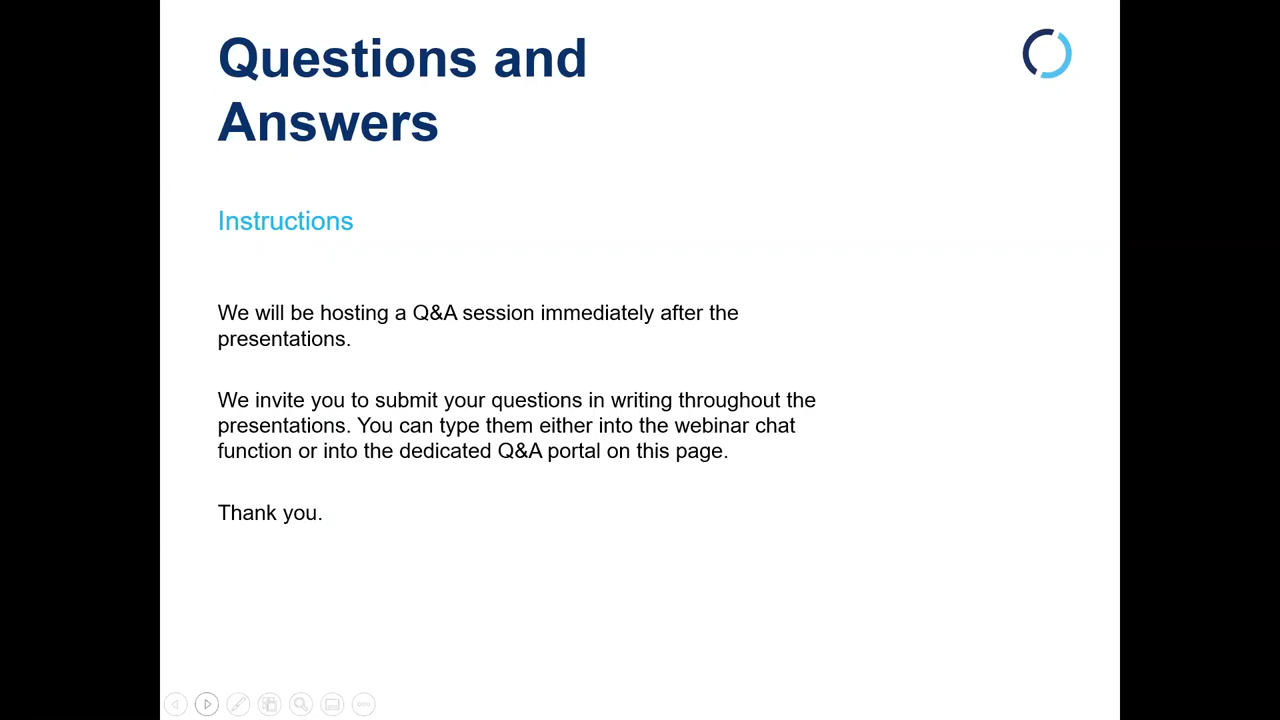 Questions and
Answers
Instructions
We will be hosting a Q&A session immediately after the
presentations.
We invite you to submit your questions in writing throughout the
presentations. You can type them either into the webinar chat
function or into the dedicated Q&A portal on this page.
Thank you.